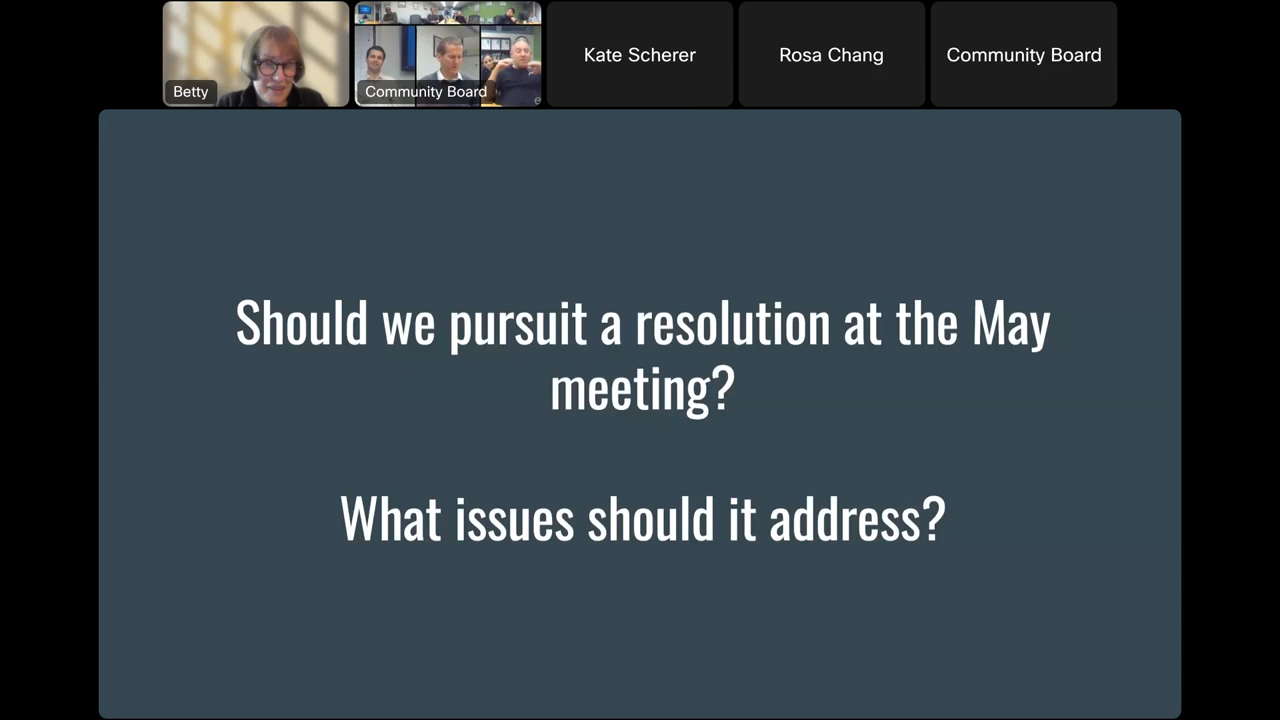 Betty
Community Board
Kate Scherer
Rosa Chang
Community Board
Should we pursuit a resolution at the May
meeting?
What issues should it address?